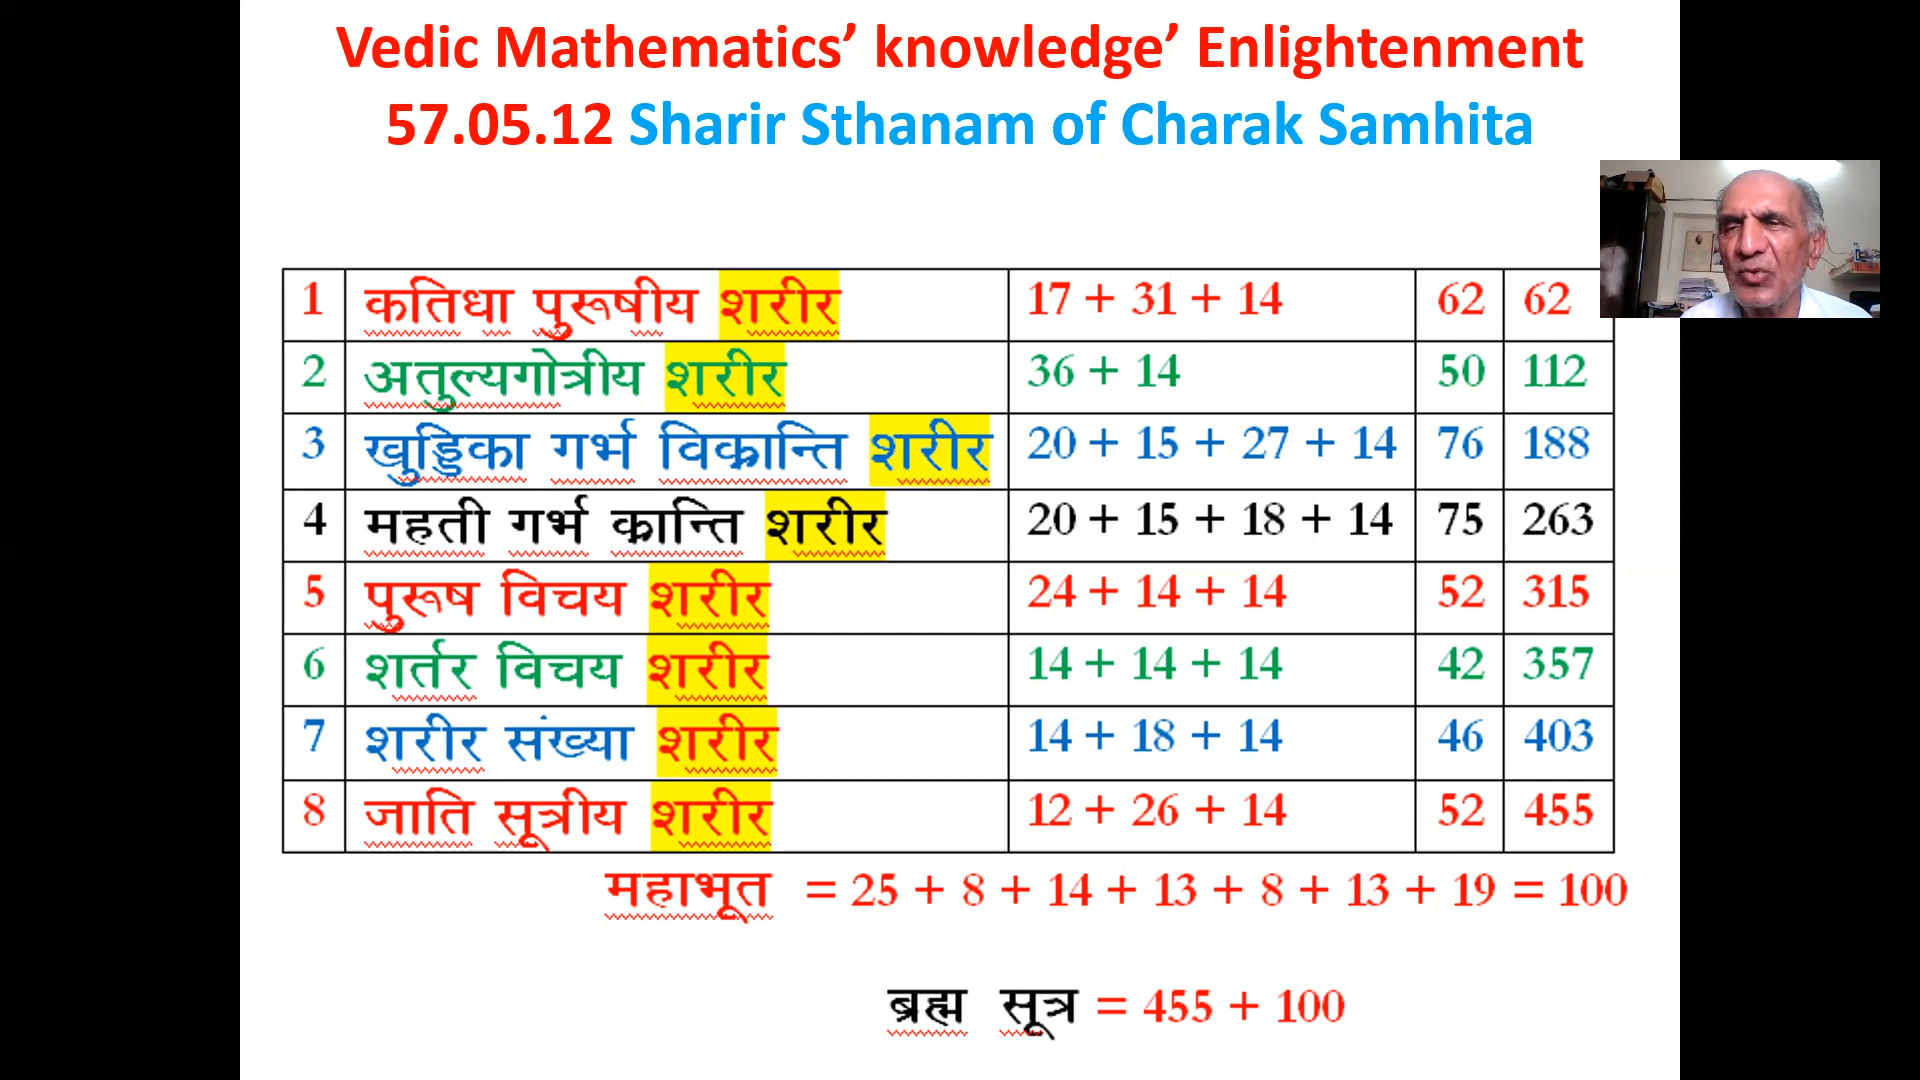 Vedic Mathematics’ knowledge’ Enlightenment
57.05.12 Sharir Sthanam of Charak Samhita
1 कतिधा पुरूषीय शरीर 17 + 31 + 14 62 62
2 अतुल्यगोत्रीय शरीर 36 + 14 50 112
3 खुड्डिका गर्भ विक्रान्ति शरीर 20 + 15 + 27 + 14 76 188
4 महती गर्भ क्रान्ति शरीर 20 + 15 + 18 + 14 75 263
5 पुरूष विचय शरीर 24 + 14 + 14 52 315
6 शर्तर विचय शरीर 14 + 14 + 14 42 357
7 शरीर संख्या शरीर 14 + 18 + 14 46 403
8 जाति सूत्रीय शरीर 12 + 26 + 14 52 455
महाभूत = 25 + 8 + 14 + 13 + 8 + 13 + 19 = 100
ब्रह्म सूत्र = 455 + 100